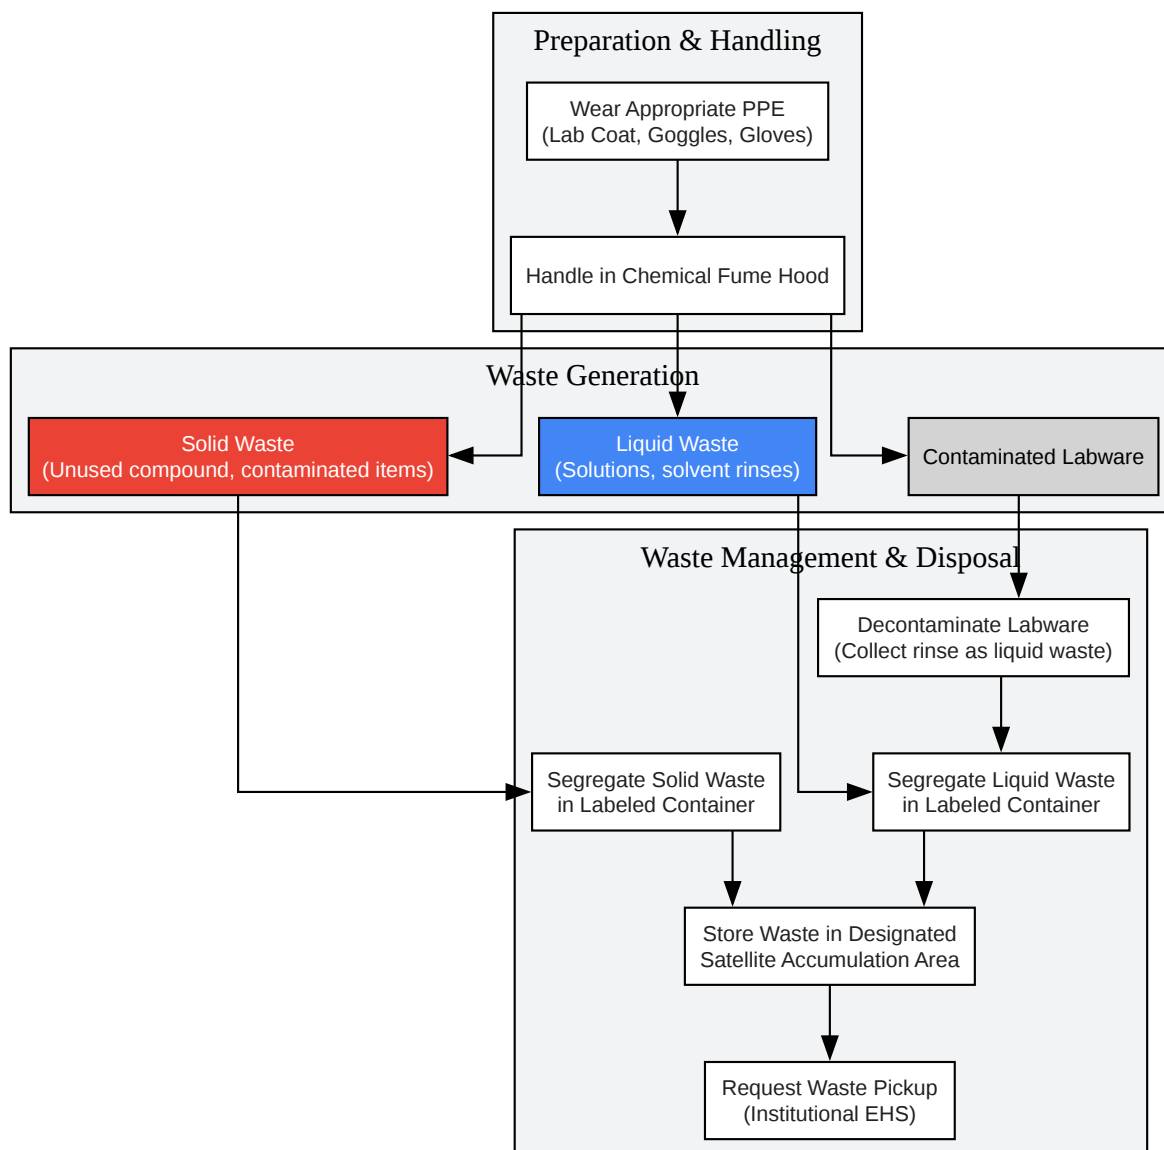 Preparation & Handling
Wear Appropriate PPE
(Lab Coat, Goggles, Gloves)
Handle in Chemical Fume Hood
Waste Generation
Solid Waste
(Unused compound, contaminated items)
Liquid Waste
(Solutions, solvent rinses)
Contaminated Labware
Waste Management & Disposal
Decontaminate Labware
(Collect rinse as liquid waste)
Segregate Solid Waste
in Labeled Container
Segregate Liquid Waste
in Labeled Container
Store Waste in Designated
Satellite Accumulation Area
Request Waste Pickup
(Institutional EHS)